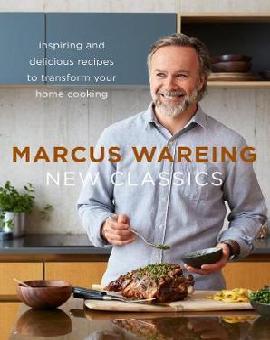 inspiring and
delicious recipes
to transform your
home cooking
MARCUS WAREING
NEW CLASSICS